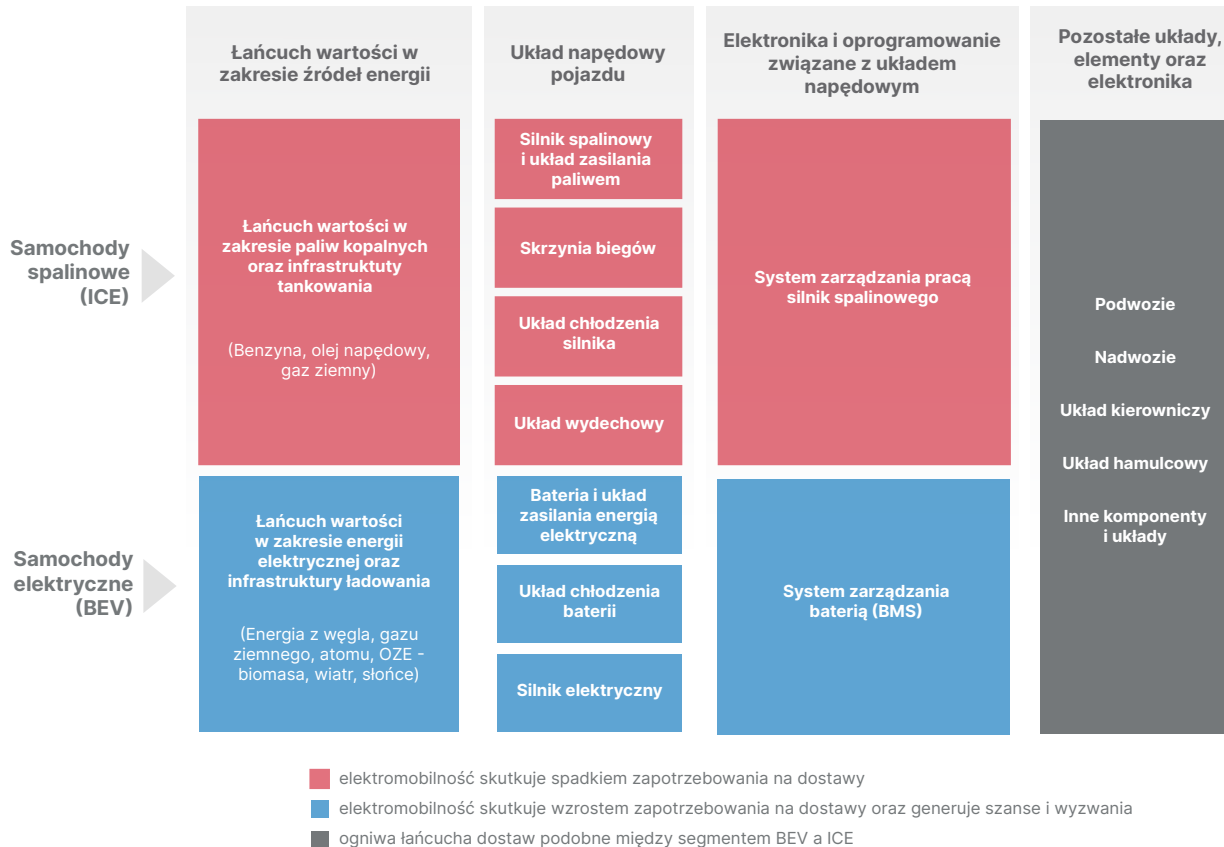 Łańcuch wartości w
zakresie źródeł energii
Układ napędowy
pojazdu
Elektronika i oprogramowanie
związane z układem
napędowym
Pozostałe układy,
elementy oraz
elektronika
Samochody
spalinowe
(ICE)
Łańcuch wartości w
zakresie paliw kopalnych
oraz infrastruktuty
tankowania
(Benzyna, olej napędowy,
gaz ziemny)
Silnik spalinowy
i układ zasilania
paliwem
Skrzynia biegów
Układ chłodzenia
silnika
Układ wydechowy
System zarządzania pracą
silnik spalinowego
Podwozie
Nadwozie
Układ kierowniczy
Układ hamulcowy
Inne komponenty
i układy
Samochody
elektryczne
(BEV)
Łańcuch wartości
w zakresie energii
elektrycznej oraz
infrastruktury ładowania
(Energia z węgla, gazu
ziemnego, atomu, OZE -
biomasa, wiatr, słońce)
Bateria i układ
zasilania energią
elektryczną
Układ chłodzenia
baterii
Silnik elektryczny
System zarządzania
baterią (BMS)
elektromobilność skutkuje spadkiem zapotrzebowania na dostawy
elektromobilność skutkuje wzrostem zapotrzebowania na dostawy oraz generuje szanse i wyzwania
ogniwa łańcucha dostaw podobne między segmentem BEV a ICE